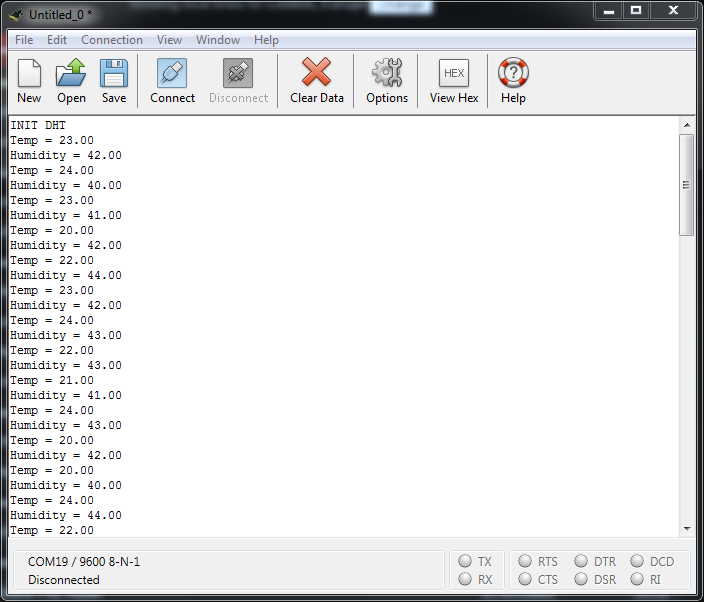 Untitled_0 *
File Edit Connection View Window Help
New Open Save Connect Disconnect Clear Data Options HEX View Hex Help
INIT DHT
Temp = 23.00
Humidity = 42.00
Temp = 24.00
Humidity = 40.00
Temp = 23.00
Humidity = 41.00
Temp = 20.00
Humidity = 42.00
Temp = 22.00
Humidity = 44.00
Temp = 23.00
Humidity = 42.00
Temp = 24.00
Humidity = 43.00
Temp = 22.00
Humidity = 43.00
Temp = 21.00
Humidity = 41.00
Temp = 24.00
Humidity = 43.00
Temp = 20.00
Humidity = 42.00
Temp = 20.00
Humidity = 40.00
Temp = 24.00
Humidity = 44.00
Temp = 22.00
COM19 / 9600 8-N-1
Disconnected
TX RTS DTR DCD
RX CTS DSR RI